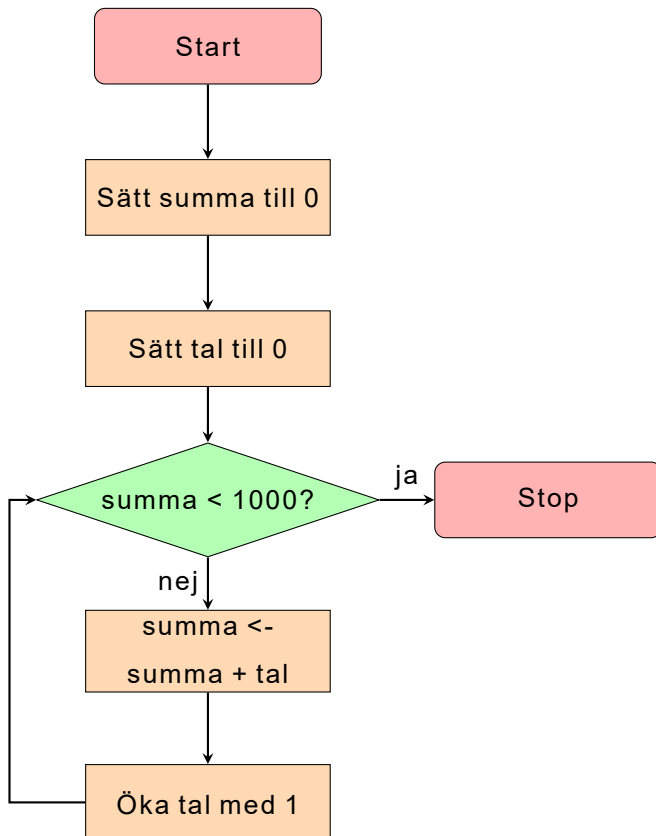 Start
Sätt summa till 0
Sätt tal till 0
summa < 1000?
ja
Stop
nej
summa <-
summa + tal
Öka tal med 1